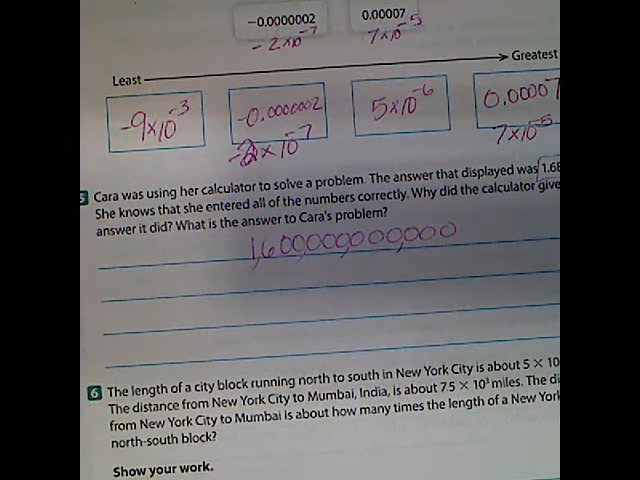 −0.0000002 0.00007
-2×10⁻⁷ 7×10⁻⁵
Least Greatest
-9×10⁻³ -0.0000002 5×10⁻⁶ 0.00007
-2×10⁻⁷ 7×10⁻⁵
5 Cara was using her calculator to solve a problem. The answer that displayed was 1.6
She knows that she entered all of the numbers correctly. Why did the calculator give
answer it did? What is the answer to Cara's problem?
1,600,000,000,000
6 The length of a city block running north to south in New York City is about 5 × 10
The distance from New York City to Mumbai, India, is about 7.5 × 10³ miles. The di
from New York City to Mumbai is about how many times the length of a New Yor
north-south block?
Show your work.